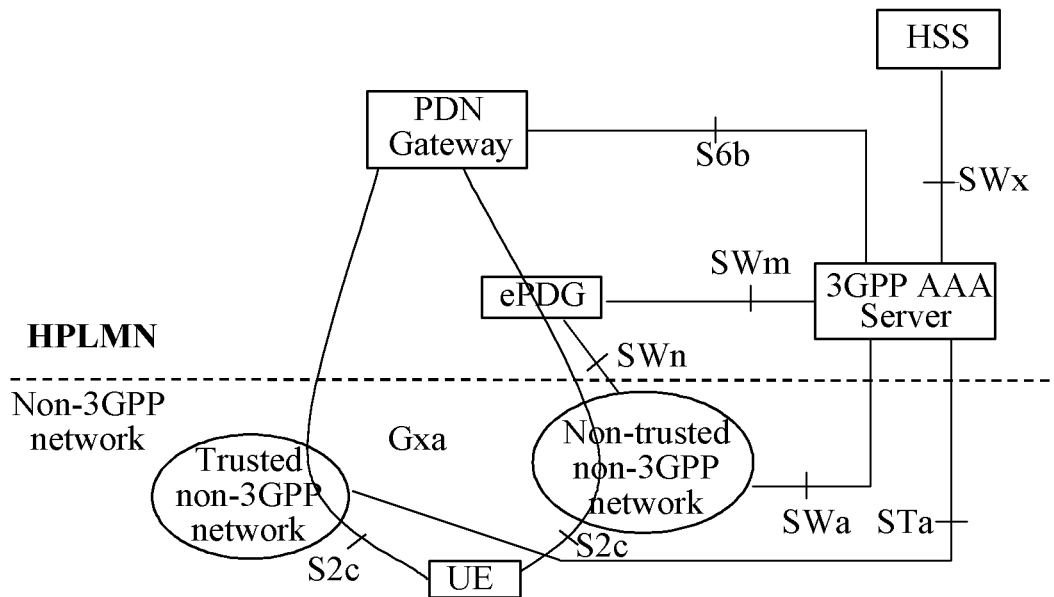 HSS
PDN
Gateway
S6b
SWx
SWm
ePDG
3GPP AAA
Server
HPLMN
SWn
Non-3GPP
network
Gxa
Trusted
non-3GPP
network
Non-trusted
non-3GPP
network
SWa
STa
S2c
S2c
UE